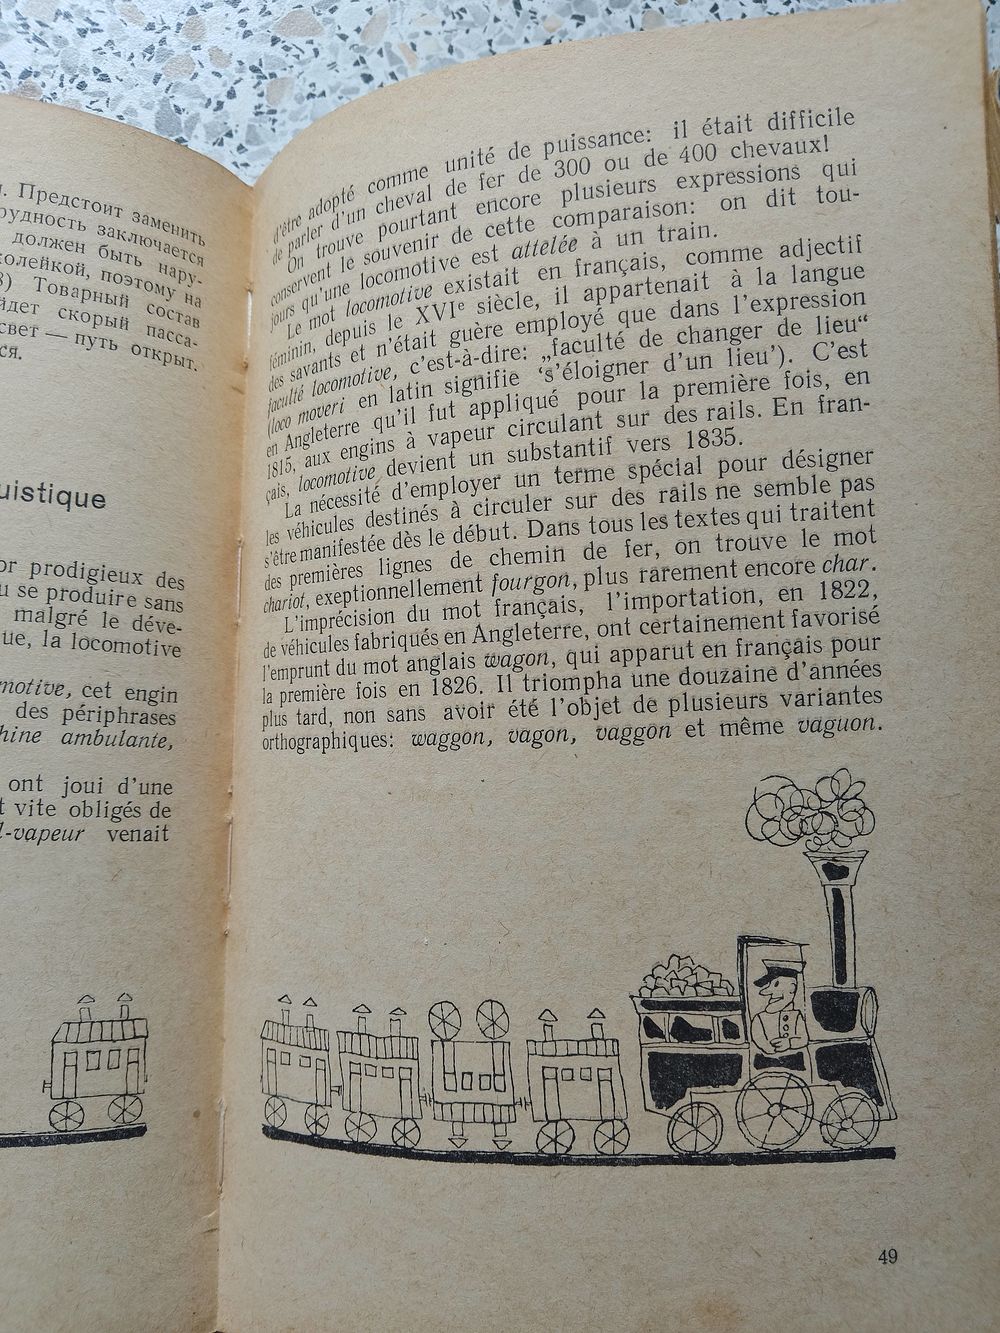 я. Предстоит заменить
рудность заключается
должен быть нару-
колейкой, поэтому на
8) Товарный состав
йдет скорый пасса-
свет — путь открыт.
ся.
uistique
or prodigieux des
u se produire sans
malgré le déve-
que, la locomotive
motive, cet engin
des périphrases
hine ambulante,
ont joui d'une
t vite obligés de
l-vapeur venait
d'être adopté comme unité de puissance: il était difficile
de parler d'un cheval de fer de 300 ou de 400 chevaux!
On trouve pourtant encore plusieurs expressions qui
conservent le souvenir de cette comparaison: on dit tou-
jours qu'une locomotive est attelée à un train.
Le mot locomotive existait en français, comme adjectif
féminin, depuis le XVIe siècle, il appartenait à la langue
des savants et n'était guère employé que dans l'expression
faculté locomotive, c'est-à-dire: „faculté de changer de lieu“
(loco moveri en latin signifie ‘s'éloigner d'un lieu’). C'est
en Angleterre qu'il fut appliqué pour la première fois, en
1815, aux engins à vapeur circulant sur des rails. En fran-
çais, locomotive devient un substantif vers 1835.
La nécessité d'employer un terme spécial pour désigner
les véhicules destinés à circuler sur des rails ne semble pas
s'être manifestée dès le début. Dans tous les textes qui traitent
des premières lignes de chemin de fer, on trouve le mot
chariot, exeptionnellement fourgon, plus rarement encore char.
L'imprécision du mot français, l'importation, en 1822,
de véhicules fabriqués en Angleterre, ont certainement favorisé
l'emprunt du mot anglais wagon, qui apparut en français pour
la première fois en 1826. Il triompha une douzaine d'années
plus tard, non sans avoir été l'objet de plusieurs variantes
orthographiques: waggon, vagon, vaggon et même vaguon.
49